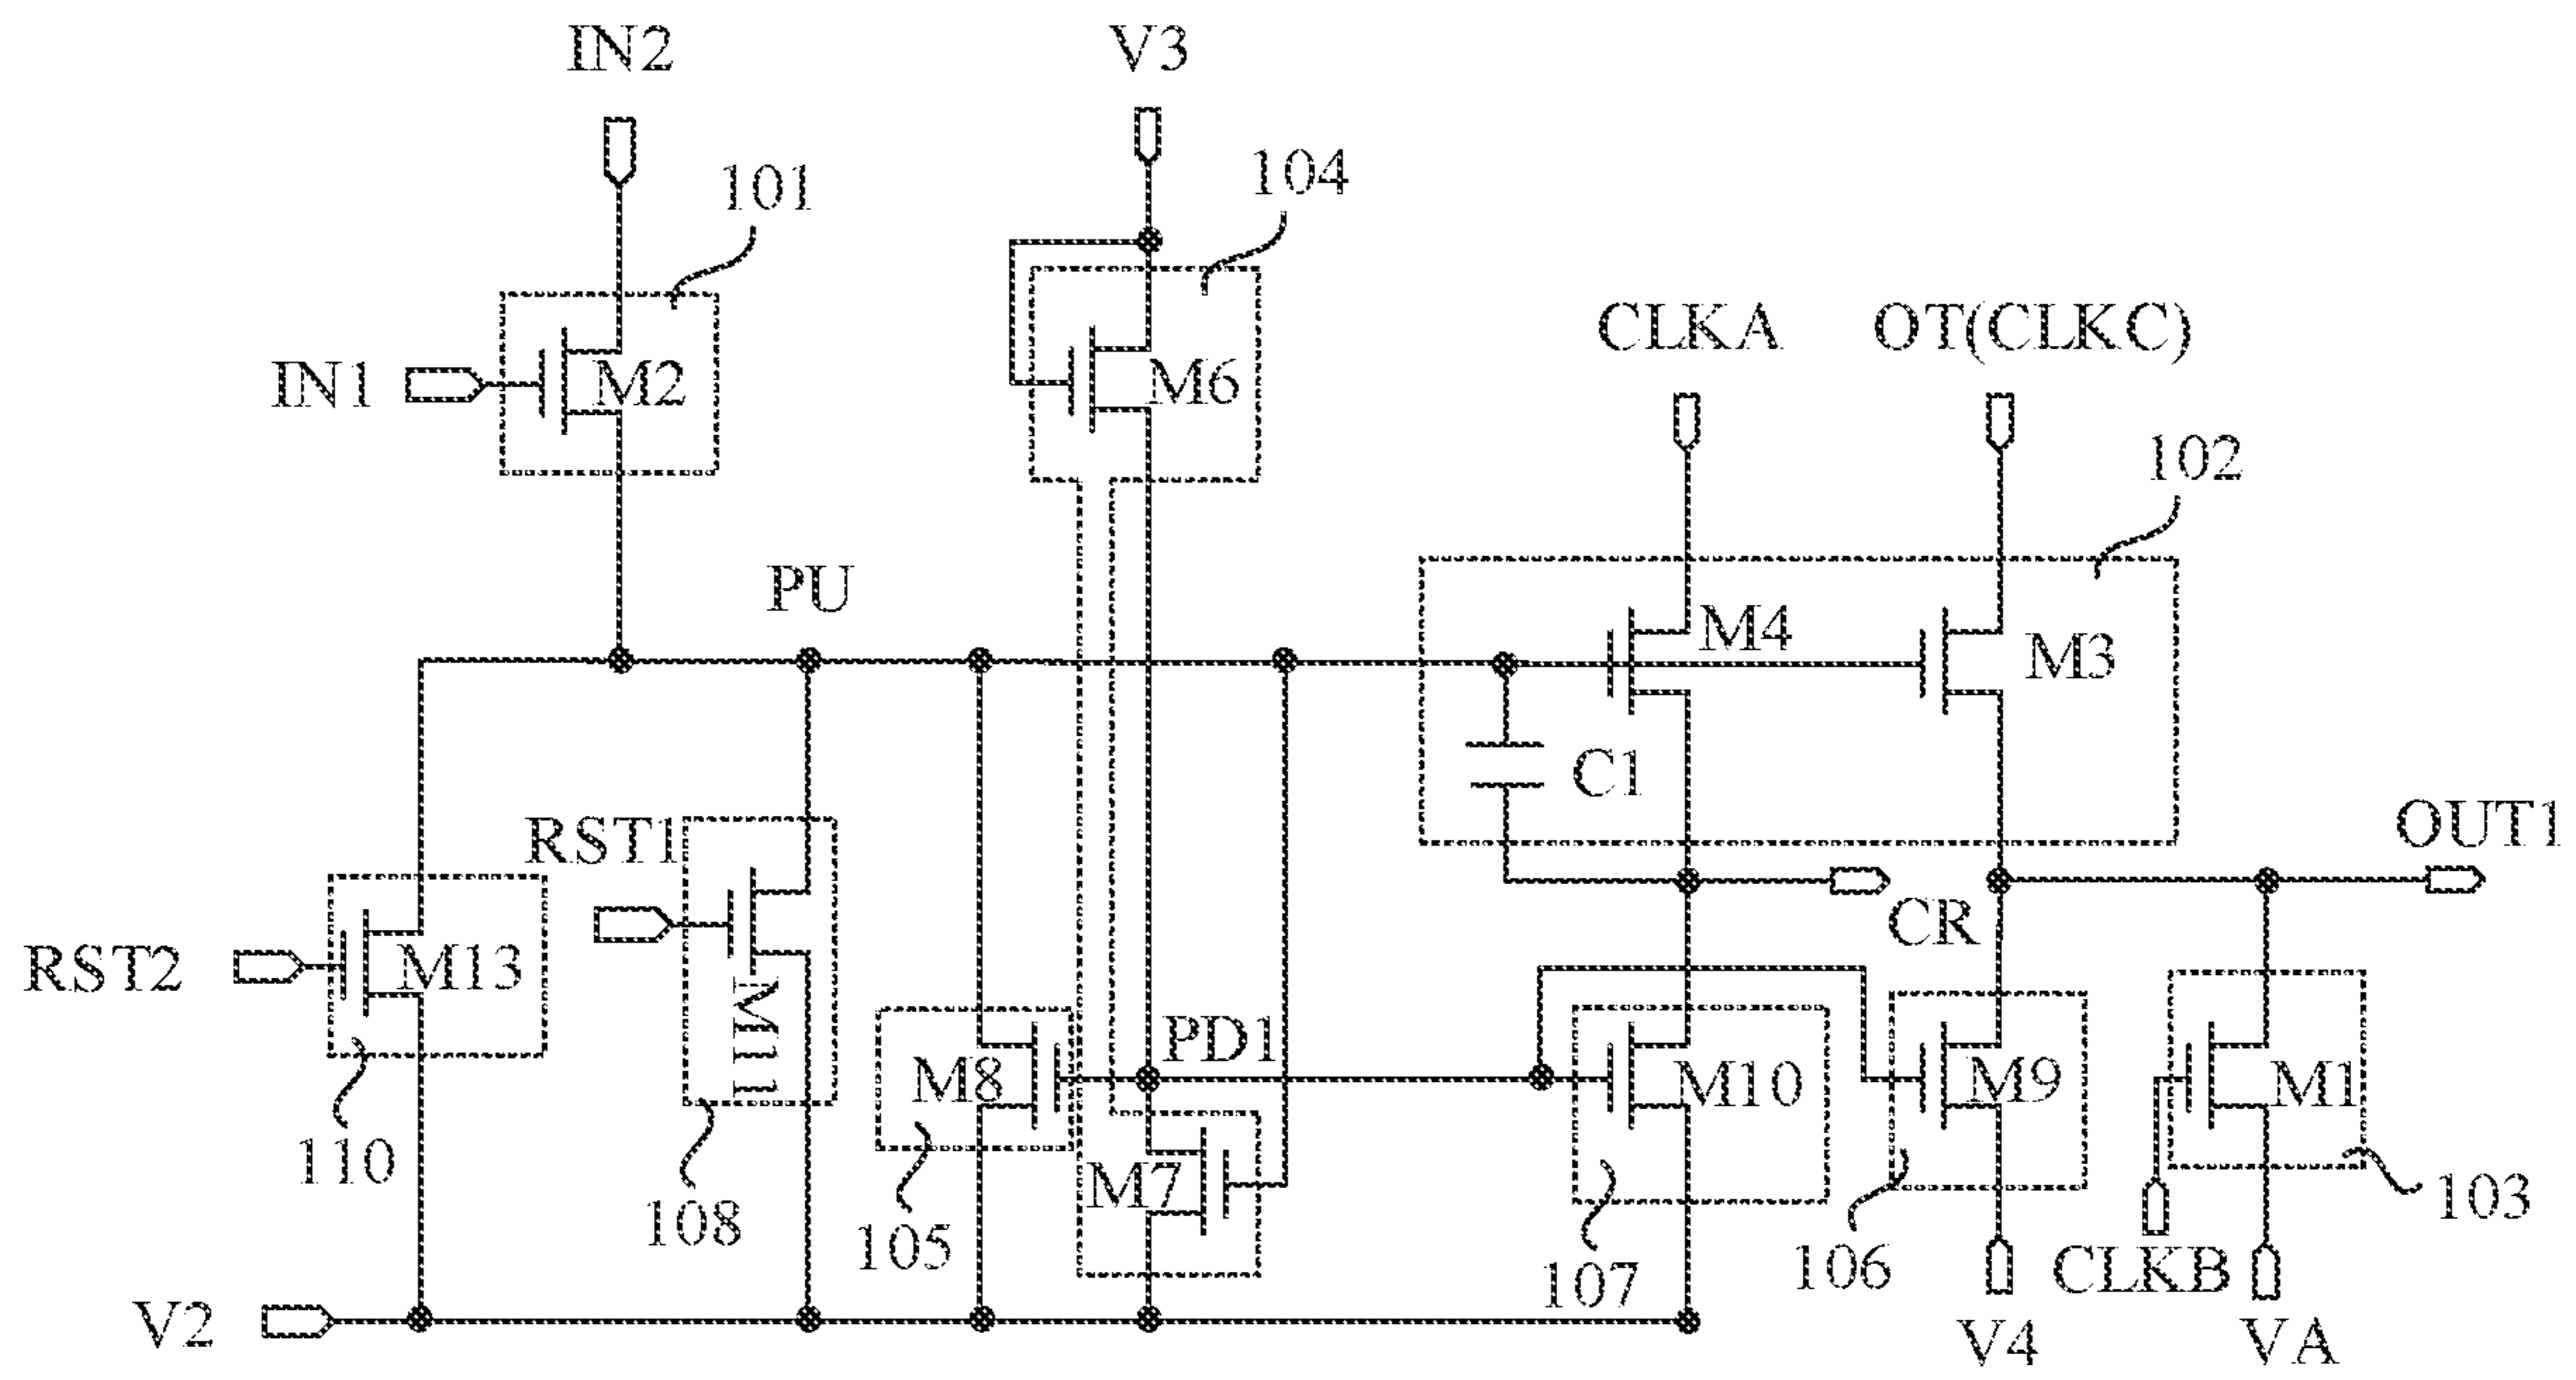 IN2
V3
101
104
IN1
M2
M6
CLKA
OT(CLKC)
102
PU
M4
M3
C1
RST1
OUT1
CR
RST2
M13
M11
M8
PD1
M10
M9
M1
M7
110
108
105
107
106
CLKB
103
V2
V4
VA